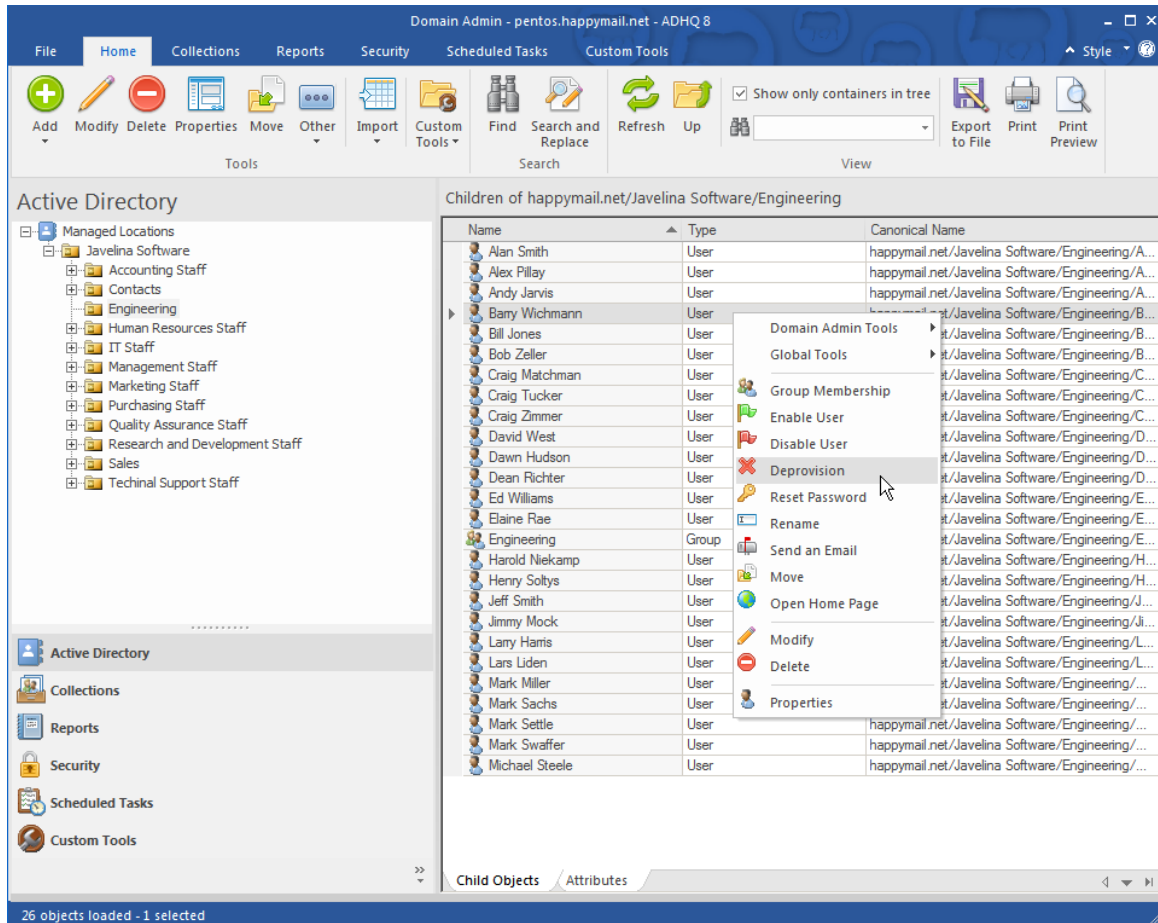 Domain Admin - pentos.happymail.net - ADHQ 8
File Home Collections Reports Security Scheduled Tasks Custom Tools Style
Add Modify Delete Properties Move Other Import Custom Tools Find Search and Replace Refresh Up Show only containers in tree Export to File Print Print Preview
Tools Search View
Active Directory
Managed Locations
Javelina Software
Accounting Staff
Contacts
Engineering
Human Resources Staff
IT Staff
Management Staff
Marketing Staff
Purchasing Staff
Quality Assurance Staff
Research and Development Staff
Sales
Techinal Support Staff
Active Directory
Collections
Reports
Security
Scheduled Tasks
Custom Tools
Children of happymail.net/Javelina Software/Engineering
Name Type Canonical Name
Alan Smith User happymail.net/Javelina Software/Engineering/A...
Alex Pillay User happymail.net/Javelina Software/Engineering/A...
Andy Jarvis User happymail.net/Javelina Software/Engineering/A...
Barry Wichmann User et/Javelina Software/Engineering/B...
Bill Jones User et/Javelina Software/Engineering/B...
Bob Zeller User et/Javelina Software/Engineering/B...
Craig Matchman User et/Javelina Software/Engineering/C...
Craig Tucker User et/Javelina Software/Engineering/C...
Craig Zimmer User et/Javelina Software/Engineering/C...
David West User et/Javelina Software/Engineering/D...
Dawn Hudson User et/Javelina Software/Engineering/D...
Dean Richter User et/Javelina Software/Engineering/D...
Ed Williams User et/Javelina Software/Engineering/E...
Elaine Rae User et/Javelina Software/Engineering/E...
Engineering Group et/Javelina Software/Engineering/E...
Harold Niekamp User et/Javelina Software/Engineering/H...
Henry Soltys User et/Javelina Software/Engineering/H...
Jeff Smith User et/Javelina Software/Engineering/J...
Jimmy Mock User et/Javelina Software/Engineering/Ji...
Larry Harris User et/Javelina Software/Engineering/L...
Lars Liden User et/Javelina Software/Engineering/L...
Mark Miller User et/Javelina Software/Engineering/...
Mark Sachs User et/Javelina Software/Engineering/...
Mark Settle User happymail.net/Javelina Software/Engineering/...
Mark Swaffer User happymail.net/Javelina Software/Engineering/...
Michael Steele User happymail.net/Javelina Software/Engineering/...
Domain Admin Tools
Global Tools
Group Membership
Enable User
Disable User
Deprovision
Reset Password
Rename
Send an Email
Move
Open Home Page
Modify
Delete
Properties
Child Objects Attributes
26 objects loaded - 1 selected